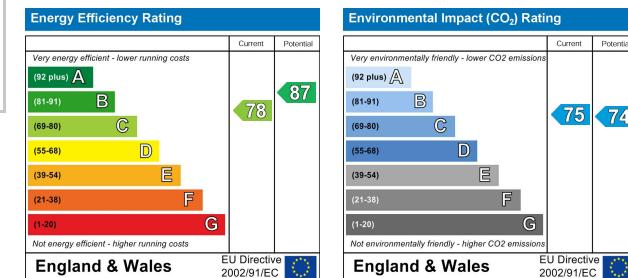 Energy Efficiency Rating
Current Potential
Very energy efficient - lower running costs
(92 plus) A
(81-91) B
(69-80) C
(55-68) D
(39-54) E
(21-38) F
(1-20) G
78
87
Not energy efficient - higher running costs
England & Wales
EU Directive
2002/91/EC
Environmental Impact (CO2) Rating
Current Potential
Very environmentally friendly - lower CO2 emissions
(92 plus) A
(81-91) B
(69-80) C
(55-68) D
(39-54) E
(21-38) F
(1-20) G
75
74
Not environmentally friendly - higher CO2 emissions
England & Wales
EU Directive
2002/91/EC